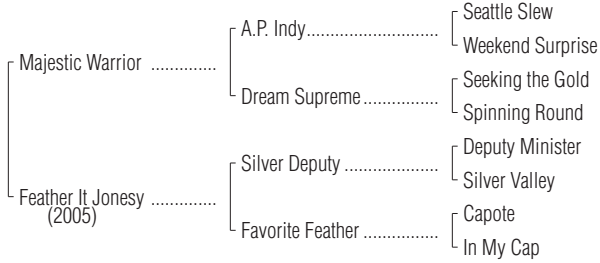 Seattle Slew
A.P. Indy..............................
Weekend Surprise
Majestic Warrior ...............
Seeking the Gold
Dream Supreme.................
Spinning Round
Deputy Minister
Silver Deputy .....................
Silver Valley
Feather It Jonesy ...............
(2005)
Capote
Favorite Feather .................
In My Cap